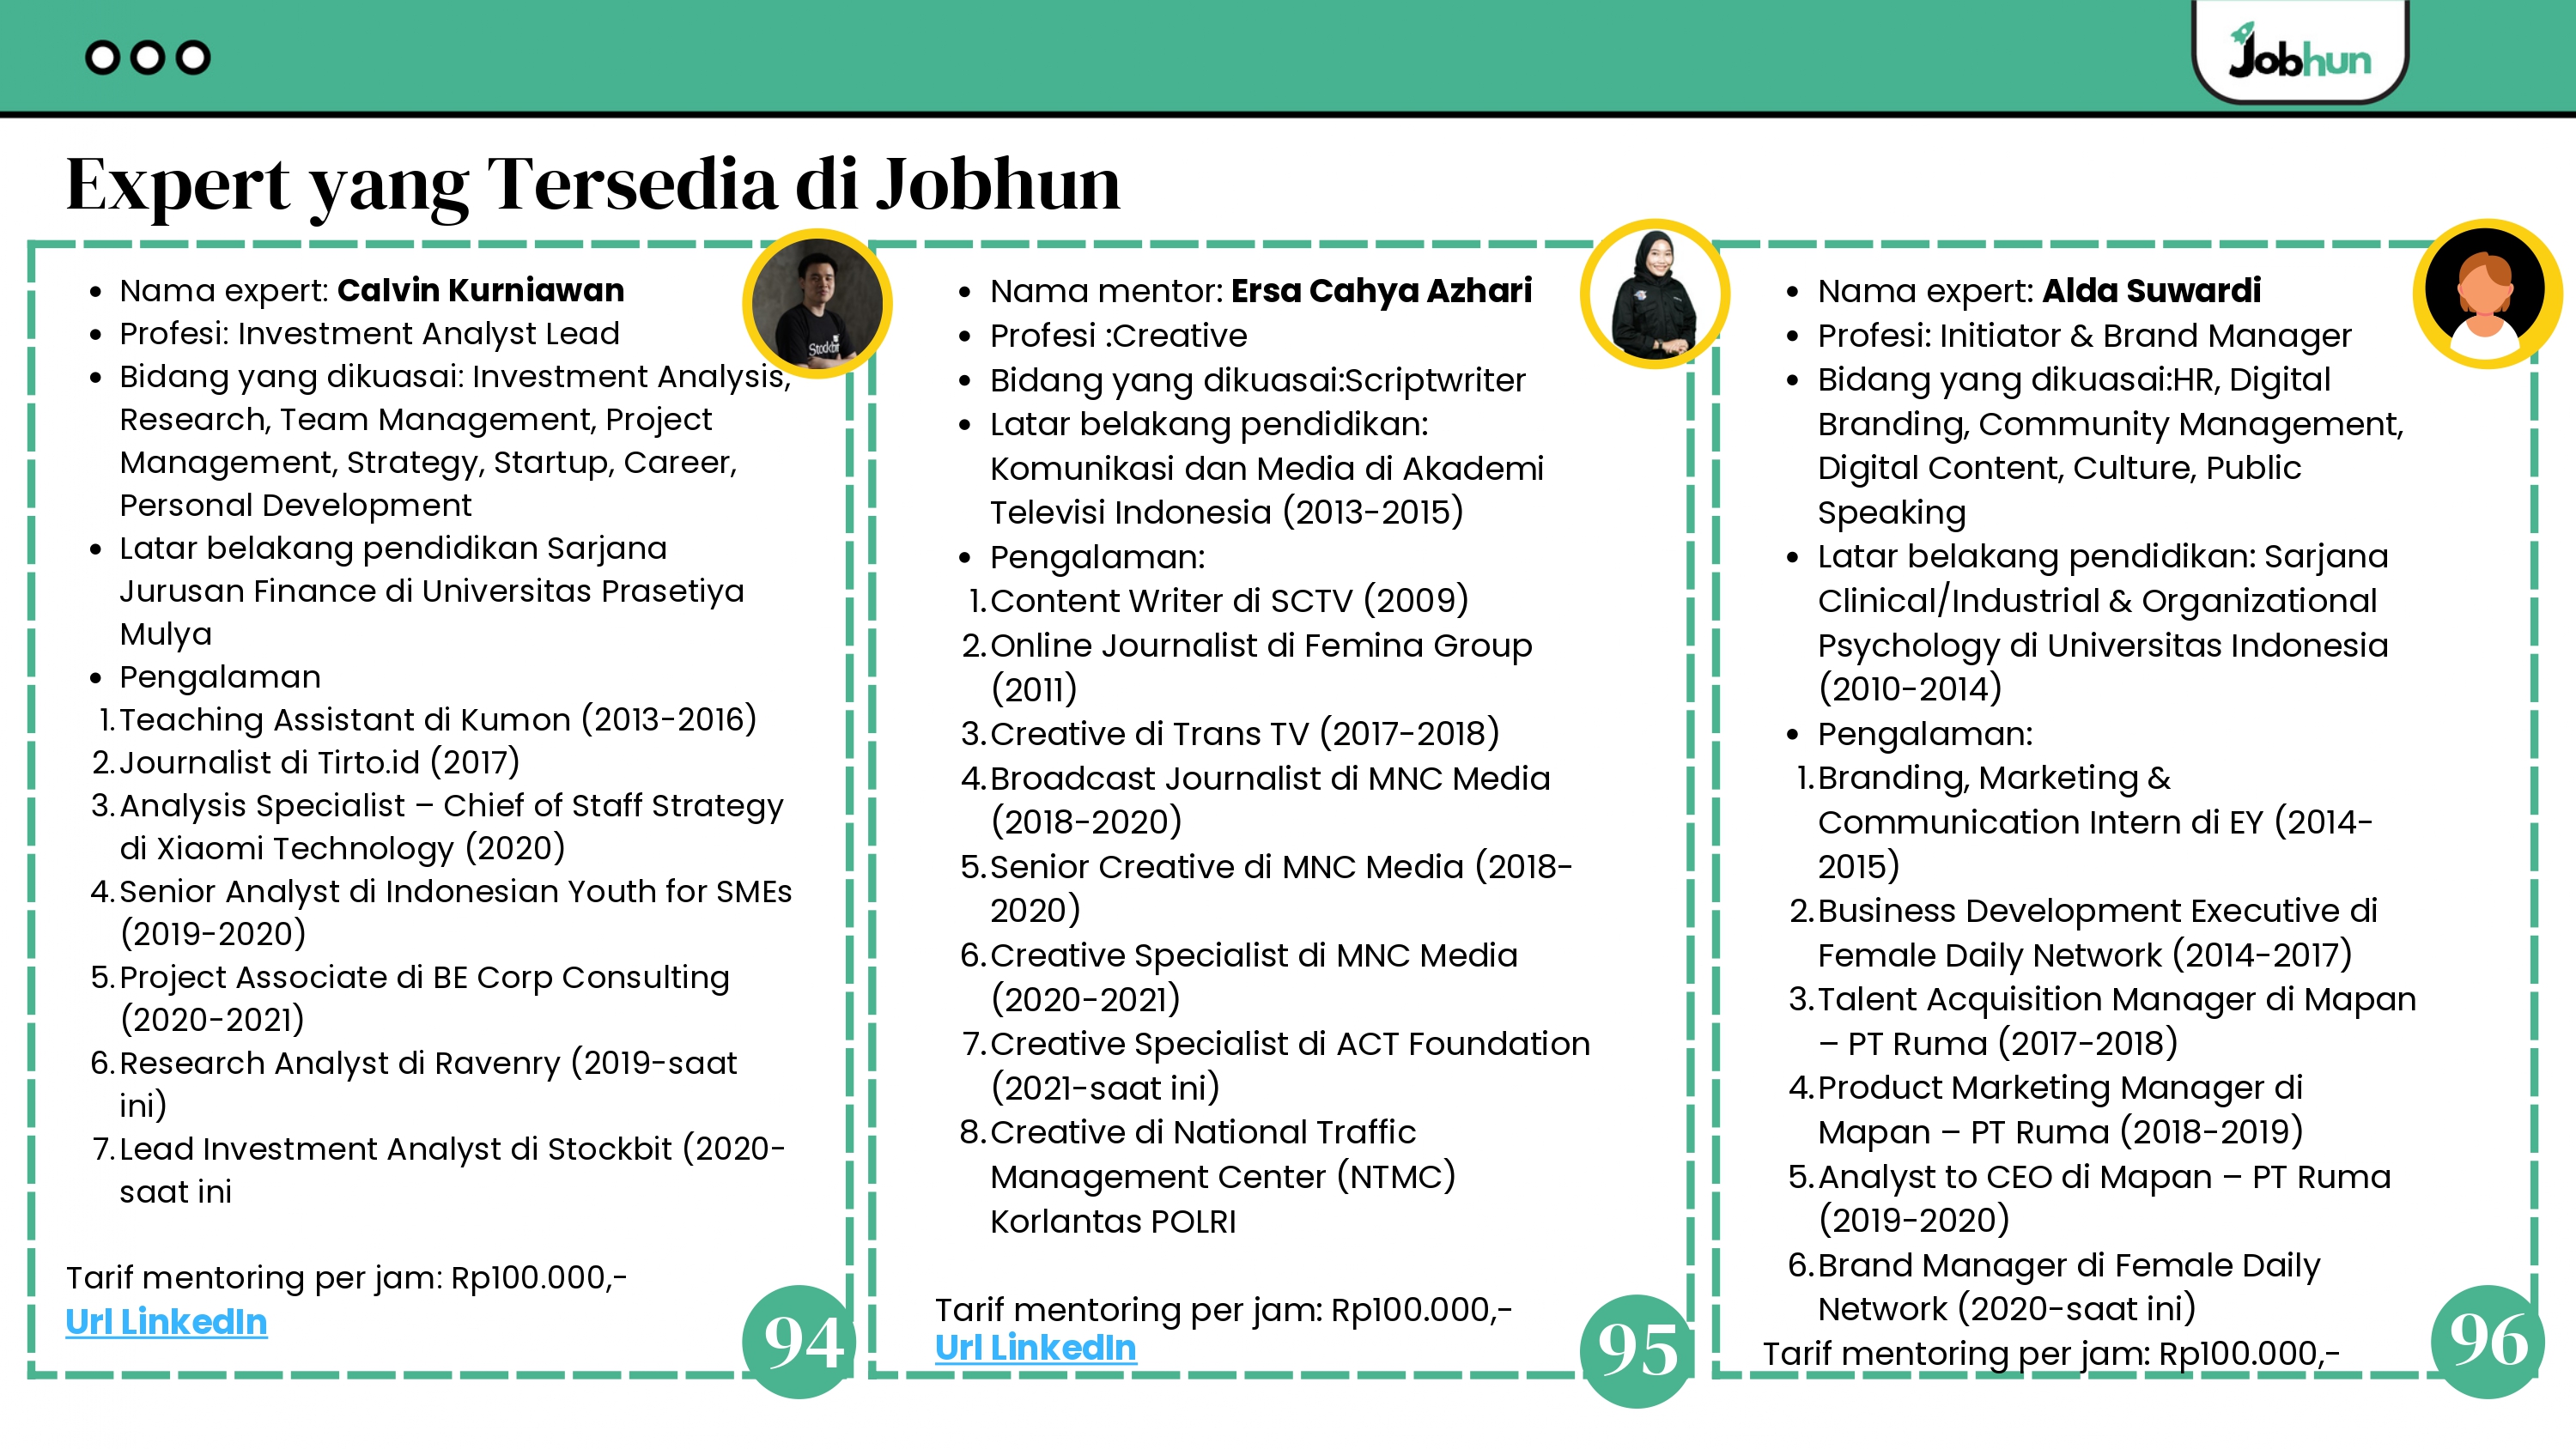 Jobhun
Expert yang Tersedia di Jobhun
• Nama expert: Calvin Kurniawan
• Profesi: Investment Analyst Lead
• Bidang yang dikuasai: Investment Analysis,
Research, Team Management, Project
Management, Strategy, Startup, Career,
Personal Development
• Latar belakang pendidikan Sarjana
Jurusan Finance di Universitas Prasetiya
Mulya
• Pengalaman
1. Teaching Assistant di Kumon (2013-2016)
2. Journalist di Tirto.id (2017)
3. Analysis Specialist – Chief of Staff Strategy
di Xiaomi Technology (2020)
4. Senior Analyst di Indonesian Youth for SMEs
(2019-2020)
5. Project Associate di BE Corp Consulting
(2020-2021)
6. Research Analyst di Ravenry (2019-saat
ini)
7. Lead Investment Analyst di Stockbit (2020-
saat ini
Tarif mentoring per jam: Rp100.000,-
Url LinkedIn
94
Stockbit
• Nama mentor: Ersa Cahya Azhari
• Profesi :Creative
• Bidang yang dikuasai:Scriptwriter
• Latar belakang pendidikan:
Komunikasi dan Media di Akademi
Televisi Indonesia (2013-2015)
• Pengalaman:
1. Content Writer di SCTV (2009)
2. Online Journalist di Femina Group
(2011)
3. Creative di Trans TV (2017-2018)
4. Broadcast Journalist di MNC Media
(2018-2020)
5. Senior Creative di MNC Media (2018-
2020)
6. Creative Specialist di MNC Media
(2020-2021)
7. Creative Specialist di ACT Foundation
(2021-saat ini)
8. Creative di National Traffic
Management Center (NTMC)
Korlantas POLRI
Tarif mentoring per jam: Rp100.000,-
Url LinkedIn
95
• Nama expert: Alda Suwardi
• Profesi: Initiator & Brand Manager
• Bidang yang dikuasai:HR, Digital
Branding, Community Management,
Digital Content, Culture, Public
Speaking
• Latar belakang pendidikan: Sarjana
Clinical/Industrial & Organizational
Psychology di Universitas Indonesia
(2010-2014)
• Pengalaman:
1. Branding, Marketing &
Communication Intern di EY (2014-
2015)
2. Business Development Executive di
Female Daily Network (2014-2017)
3. Talent Acquisition Manager di Mapan
– PT Ruma (2017-2018)
4. Product Marketing Manager di
Mapan – PT Ruma (2018-2019)
5. Analyst to CEO di Mapan – PT Ruma
(2019-2020)
6. Brand Manager di Female Daily
Network (2020-saat ini)
Tarif mentoring per jam: Rp100.000,-
96